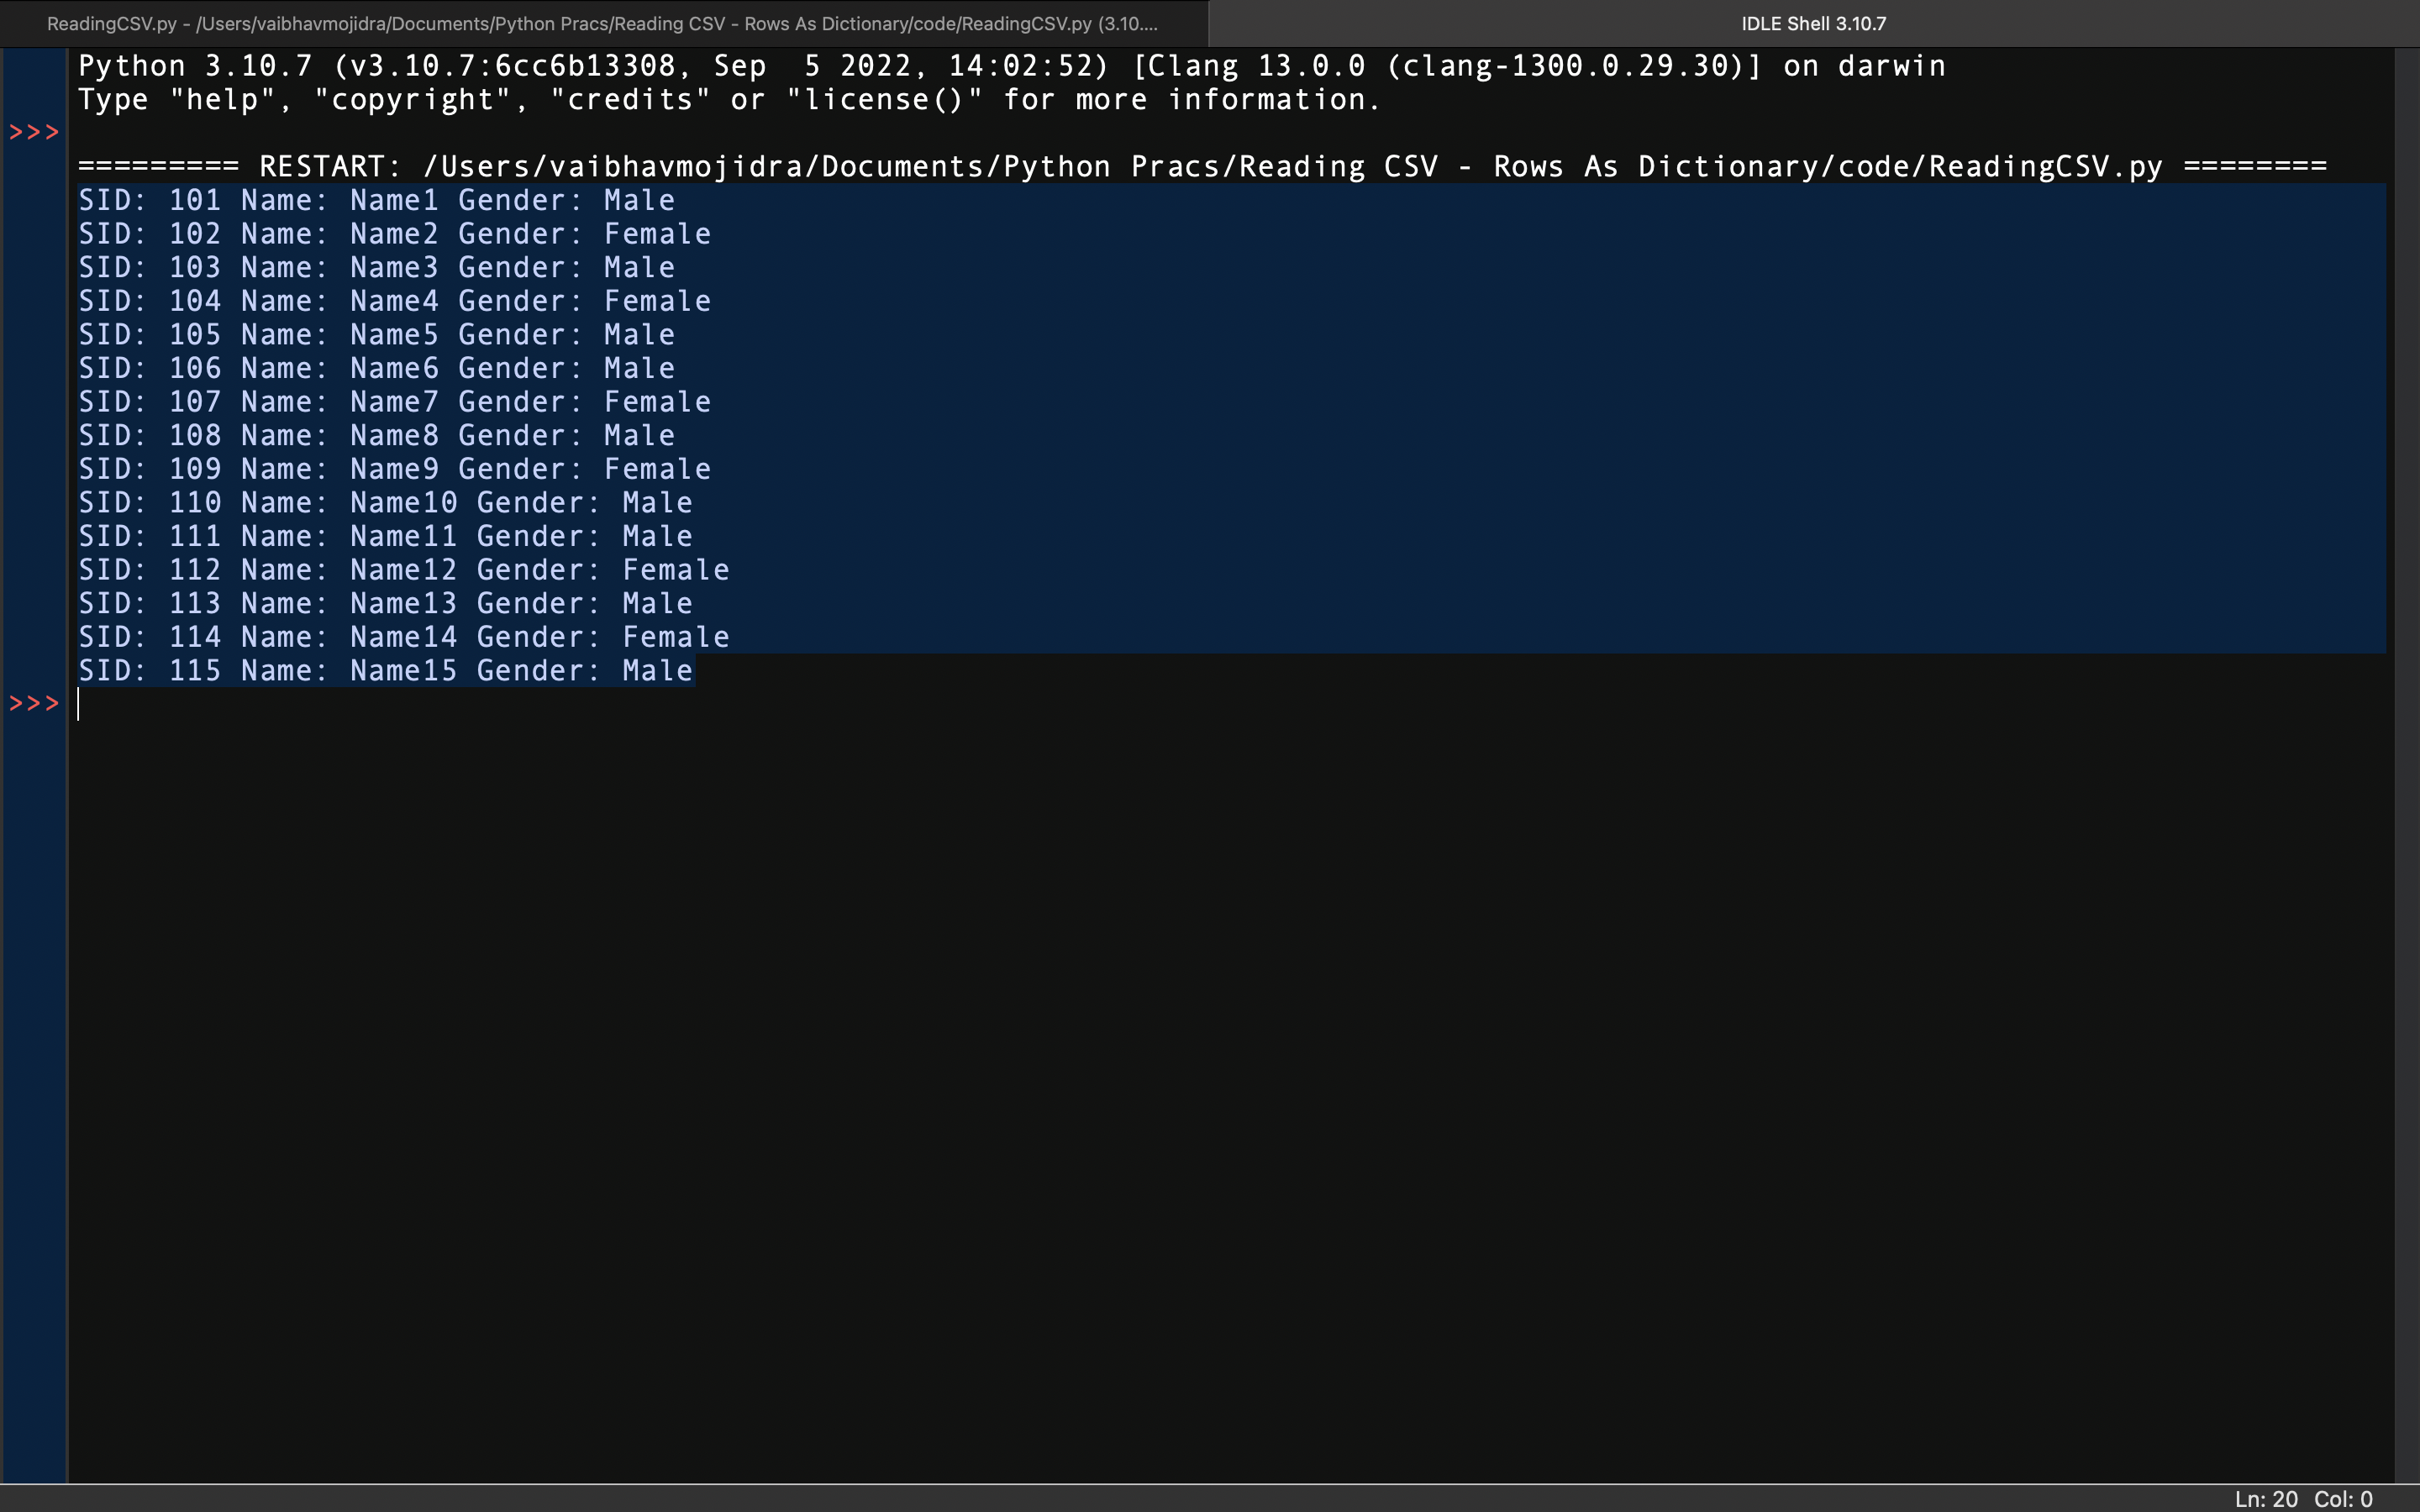 ReadingCSV.py - /Users/vaibhavmojidra/Documents/Python Pracs/Reading CSV - Rows As Dictionary/code/ReadingCSV.py (3.10....
IDLE Shell 3.10.7
Python 3.10.7 (v3.10.7:6cc6b13308, Sep  5 2022, 14:02:52) [Clang 13.0.0 (clang-1300.0.29.30)] on darwin
Type "help", "copyright", "credits" or "license()" for more information.
>>>
========= RESTART: /Users/vaibhavmojidra/Documents/Python Pracs/Reading CSV - Rows As Dictionary/code/ReadingCSV.py ========
SID: 101 Name: Name1 Gender: Male
SID: 102 Name: Name2 Gender: Female
SID: 103 Name: Name3 Gender: Male
SID: 104 Name: Name4 Gender: Female
SID: 105 Name: Name5 Gender: Male
SID: 106 Name: Name6 Gender: Male
SID: 107 Name: Name7 Gender: Female
SID: 108 Name: Name8 Gender: Male
SID: 109 Name: Name9 Gender: Female
SID: 110 Name: Name10 Gender: Male
SID: 111 Name: Name11 Gender: Male
SID: 112 Name: Name12 Gender: Female
SID: 113 Name: Name13 Gender: Male
SID: 114 Name: Name14 Gender: Female
SID: 115 Name: Name15 Gender: Male
>>>
Ln: 20 Col: 0